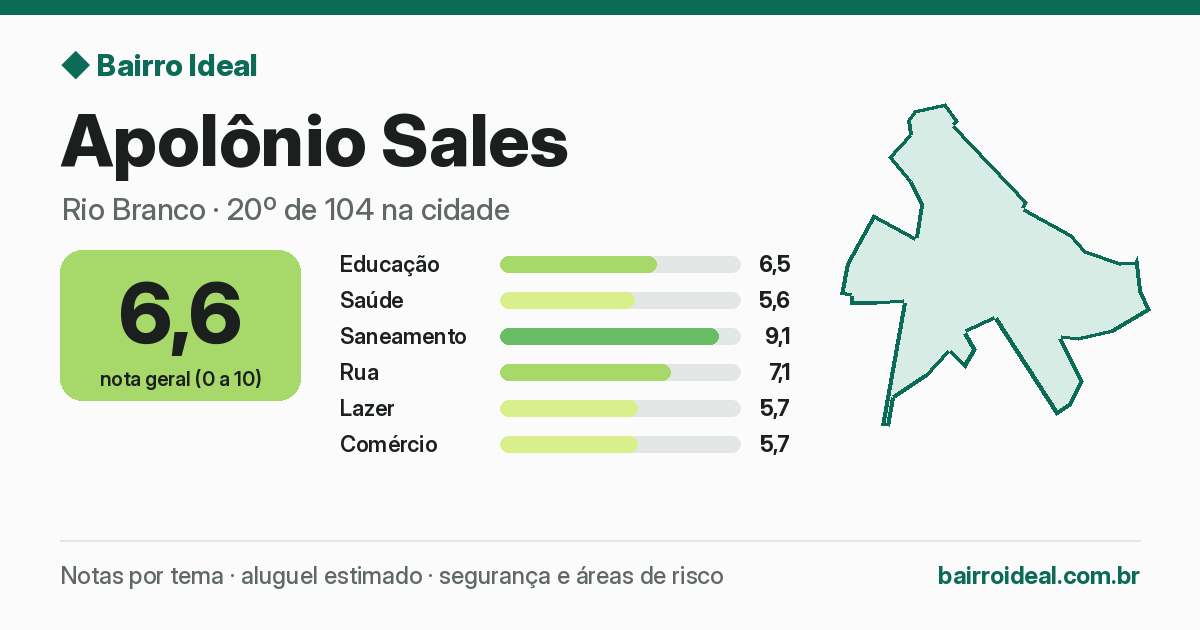 Bairro Ideal
Apolônio Sales
Rio Branco · 20º de 104 na cidade
6,6
nota geral (0 a 10)
Educação 6,5
Saúde 5,6
Saneamento 9,1
Rua 7,1
Lazer 5,7
Comércio 5,7
Notas por tema · aluguel estimado · segurança e áreas de risco
bairroideal.com.br